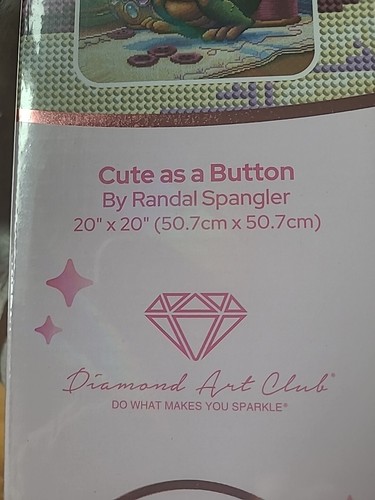 Cute as a Button
By Randal Spangler
20" x 20" (50.7cm x 50.7cm)
Diamond Art Club®
DO WHAT MAKES YOU SPARKLE®